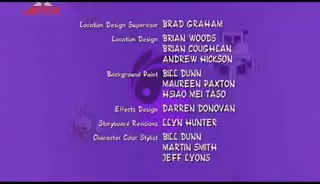 Location Design Supervisor BRAD GRAHAM
Location Design BRIAN WOODS
BRIAN COUGHLAN
ANDREW HICKSON
Background Paint BILL DUNN
MAUREEN PAXTON
HSIAO MEI TASO
Effects Design DARREN DONOVAN
Storyboard Revisions LLYN HUNTER
Character Color Stylist BILL DUNN
MARTIN SMITH
JEFF LYONS